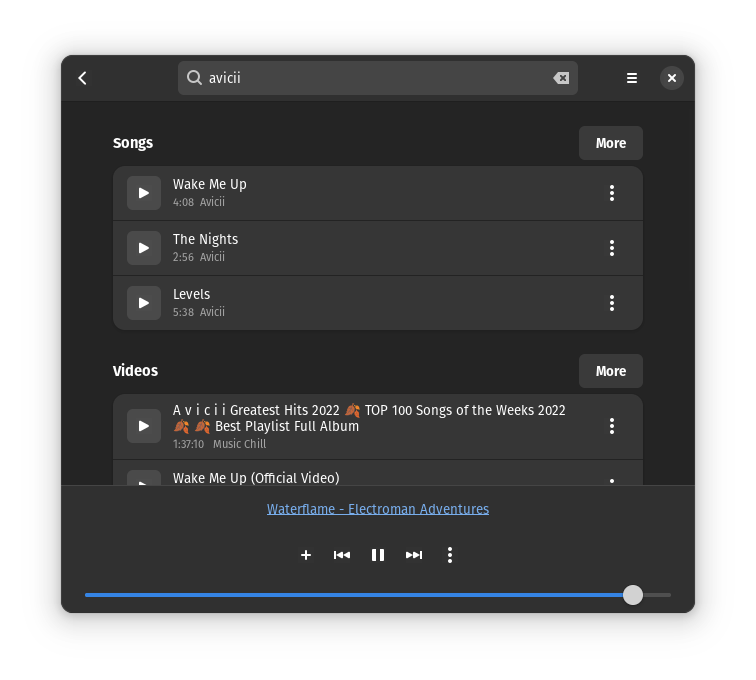 avicii
Songs
More
Wake Me Up
4:08 Avicii
The Nights
2:56 Avicii
Levels
5:38 Avicii
Videos
More
A v i c i i Greatest Hits 2022 🍂 TOP 100 Songs of the Weeks 2022
🍂 🍂 Best Playlist Full Album
1:37:10 Music Chill
Wake Me Up (Official Video)
Waterflame - Electroman Adventures